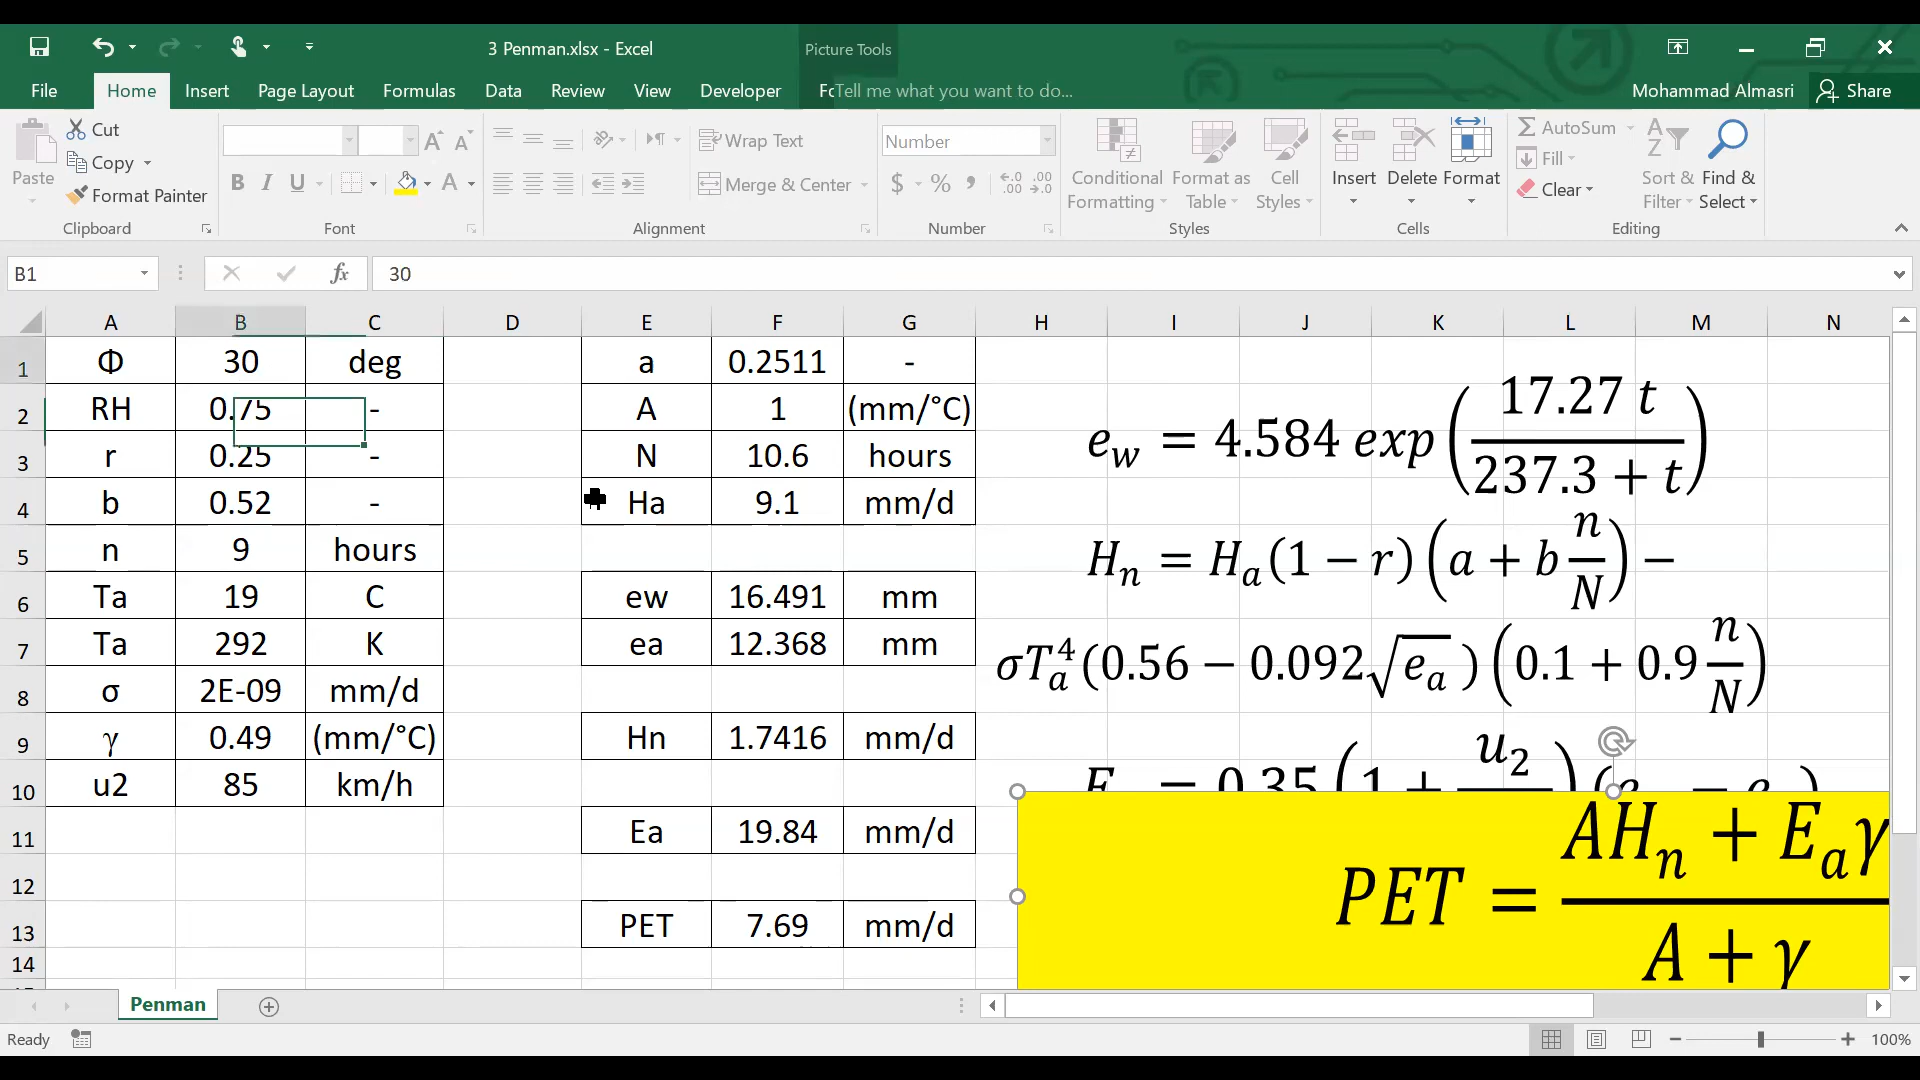 3 Penman.xlsx - Excel
Picture Tools
File Home Insert Page Layout Formulas Data Review View Developer Tell me what you want to do... Mohammad Almasri Share
Cut
Copy
Format Painter
Paste
Clipboard
B I U
Font
Wrap Text
Merge & Center
Alignment
Number
$ %
Number
Conditional Formatting
Format as Table
Cell Styles
Styles
Insert Delete Format
Cells
AutoSum
Fill
Clear
Sort & Filter
Find & Select
Editing
B1 fx 30
A B C D E F G H I J K L M N
1 Φ 30 deg a 0.2511 -
2 RH 0.75 - A 1 (mm/°C)
3 r 0.25 - N 10.6 hours
4 b 0.52 - Ha 9.1 mm/d
5 n 9 hours
6 Ta 19 C ew 16.491 mm
7 Ta 292 K ea 12.368 mm
8 σ 2E-09 mm/d
9 γ 0.49 (mm/°C) Hn 1.7416 mm/d
10 u2 85 km/h
11 Ea 19.84 mm/d
12
13 PET 7.69 mm/d
14
e_w = 4.584 exp (17.27 t / 237.3 + t)
H_n = H_a(1 − r) (a + b n/N) −
σT_a^4 (0.56 − 0.092√e_a ) (0.1 + 0.9 n/N)
= 0.35 (1 + u_2
PET = AH_n + E_aγ / A + γ
Penman
Ready
100%